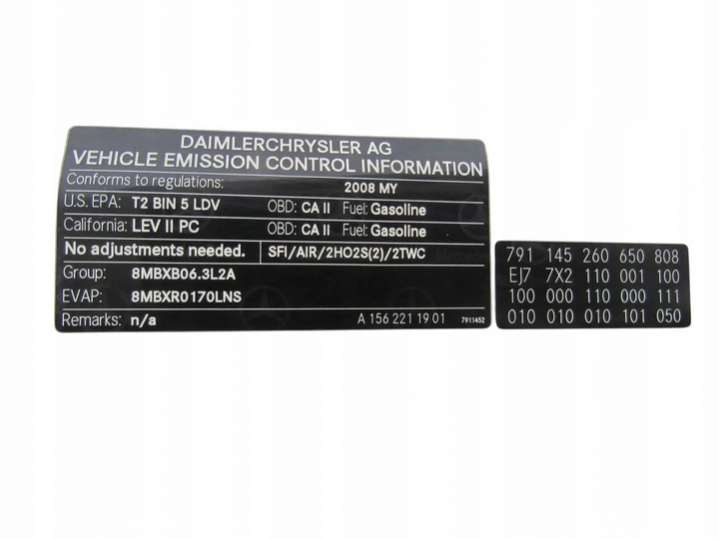 DAIMLERCHRYSLER AG
VEHICLE EMISSION CONTROL INFORMATION
Conforms to regulations: 2008 MY
U.S. EPA: T2 BIN 5 LDV OBD: CA II Fuel: Gasoline
California: LEV II PC OBD: CA II Fuel: Gasoline
No adjustments needed. SFI/AIR/2HO2S(2)/2TWC
Group: 8MBXB06.3L2A
EVAP: 8MBXR0170LNS
Remarks: n/a A 156 221 19 01 7911452
791 145 260 650 808
EJ7 7X2 110 001 100
100 000 110 000 111
010 010 010 101 050